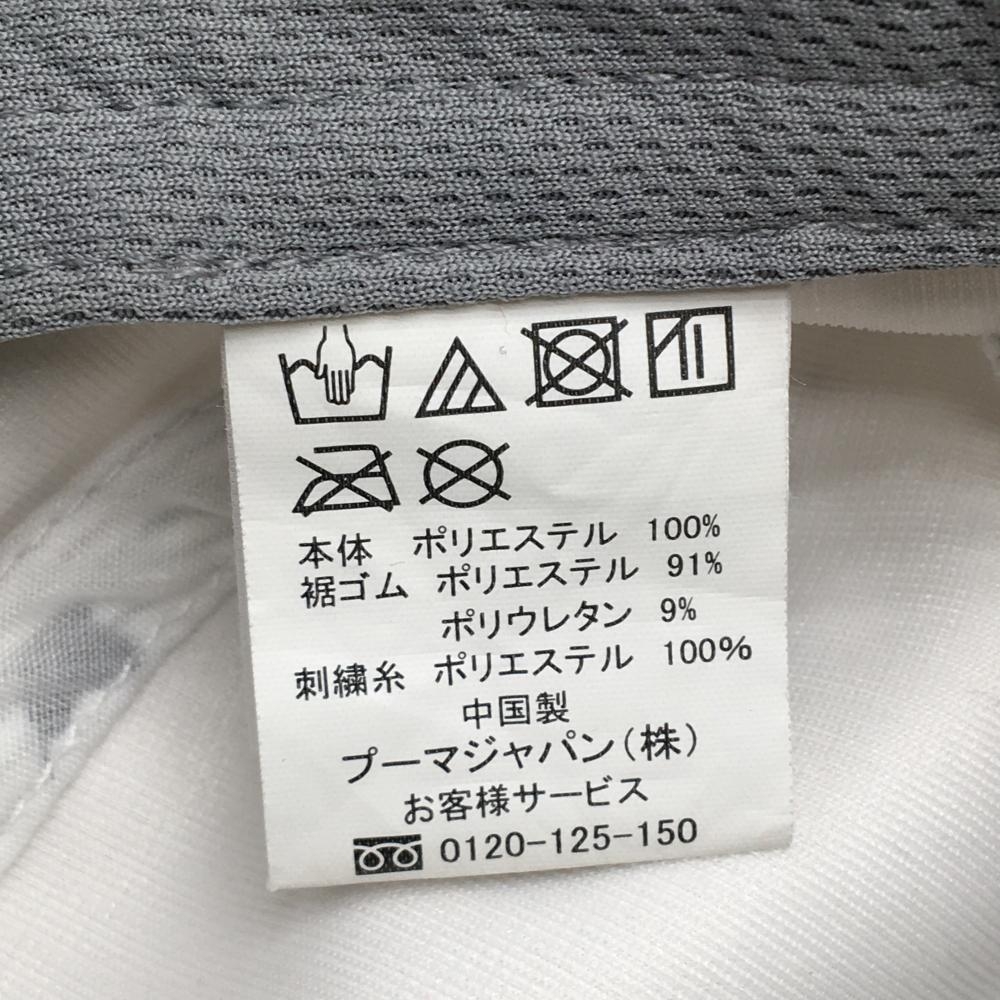 本体 ポリエステル 100%
裾ゴム ポリエステル 91%
ポリウレタン 9%
刺繍糸 ポリエステル 100%
中国製
プーマジャパン(株)
お客様サービス
0120-125-150